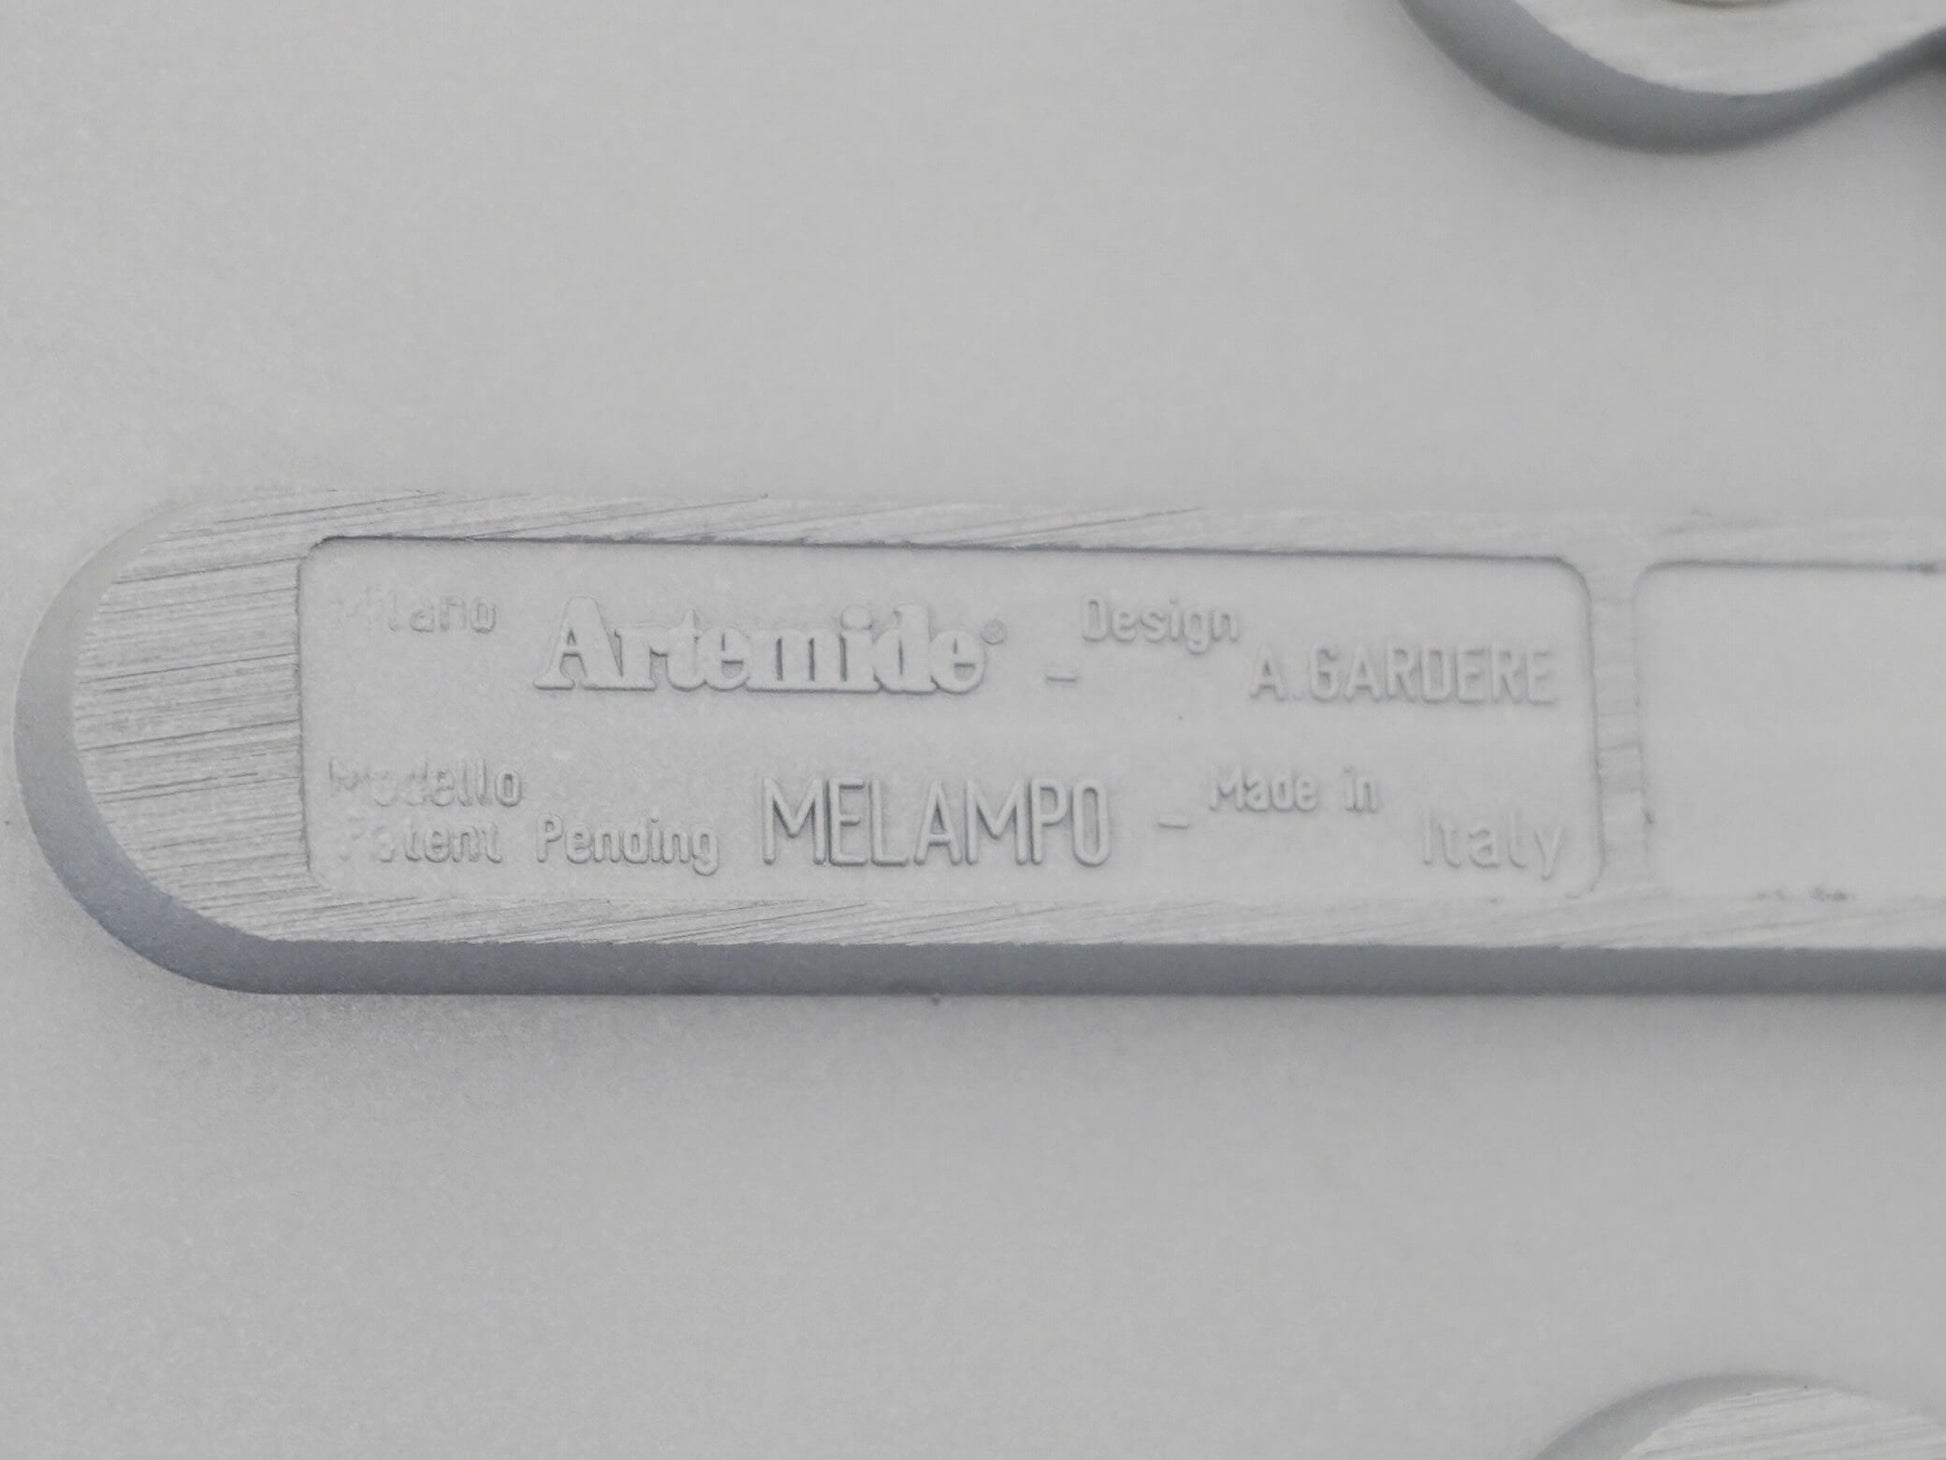 Milano Artemide® - Design A.GARDERE
Modello
Patent Pending MELAMPO - Made in Italy